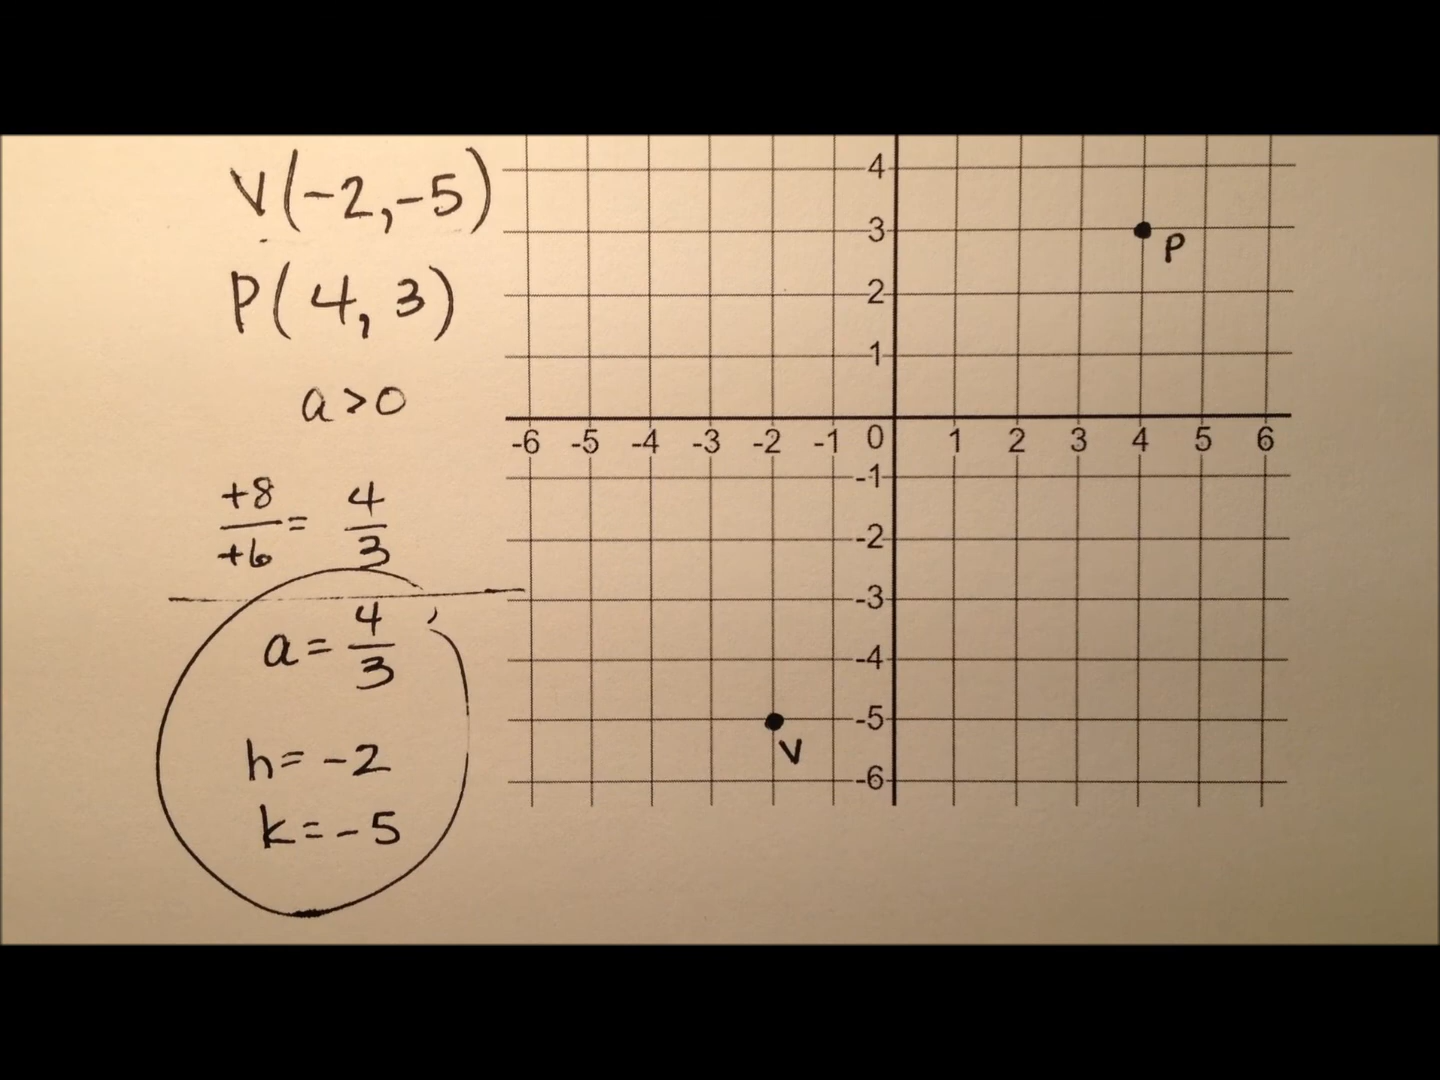 V(-2,-5)
P(4,3)
a>0
+8/+6 = 4/3
a = 4/3
h = -2
k = -5
4
3
P
2
1
-6 -5 -4 -3 -2 -1 0 1 2 3 4 5 6
-1
-2
-3
-4
-5
V
-6